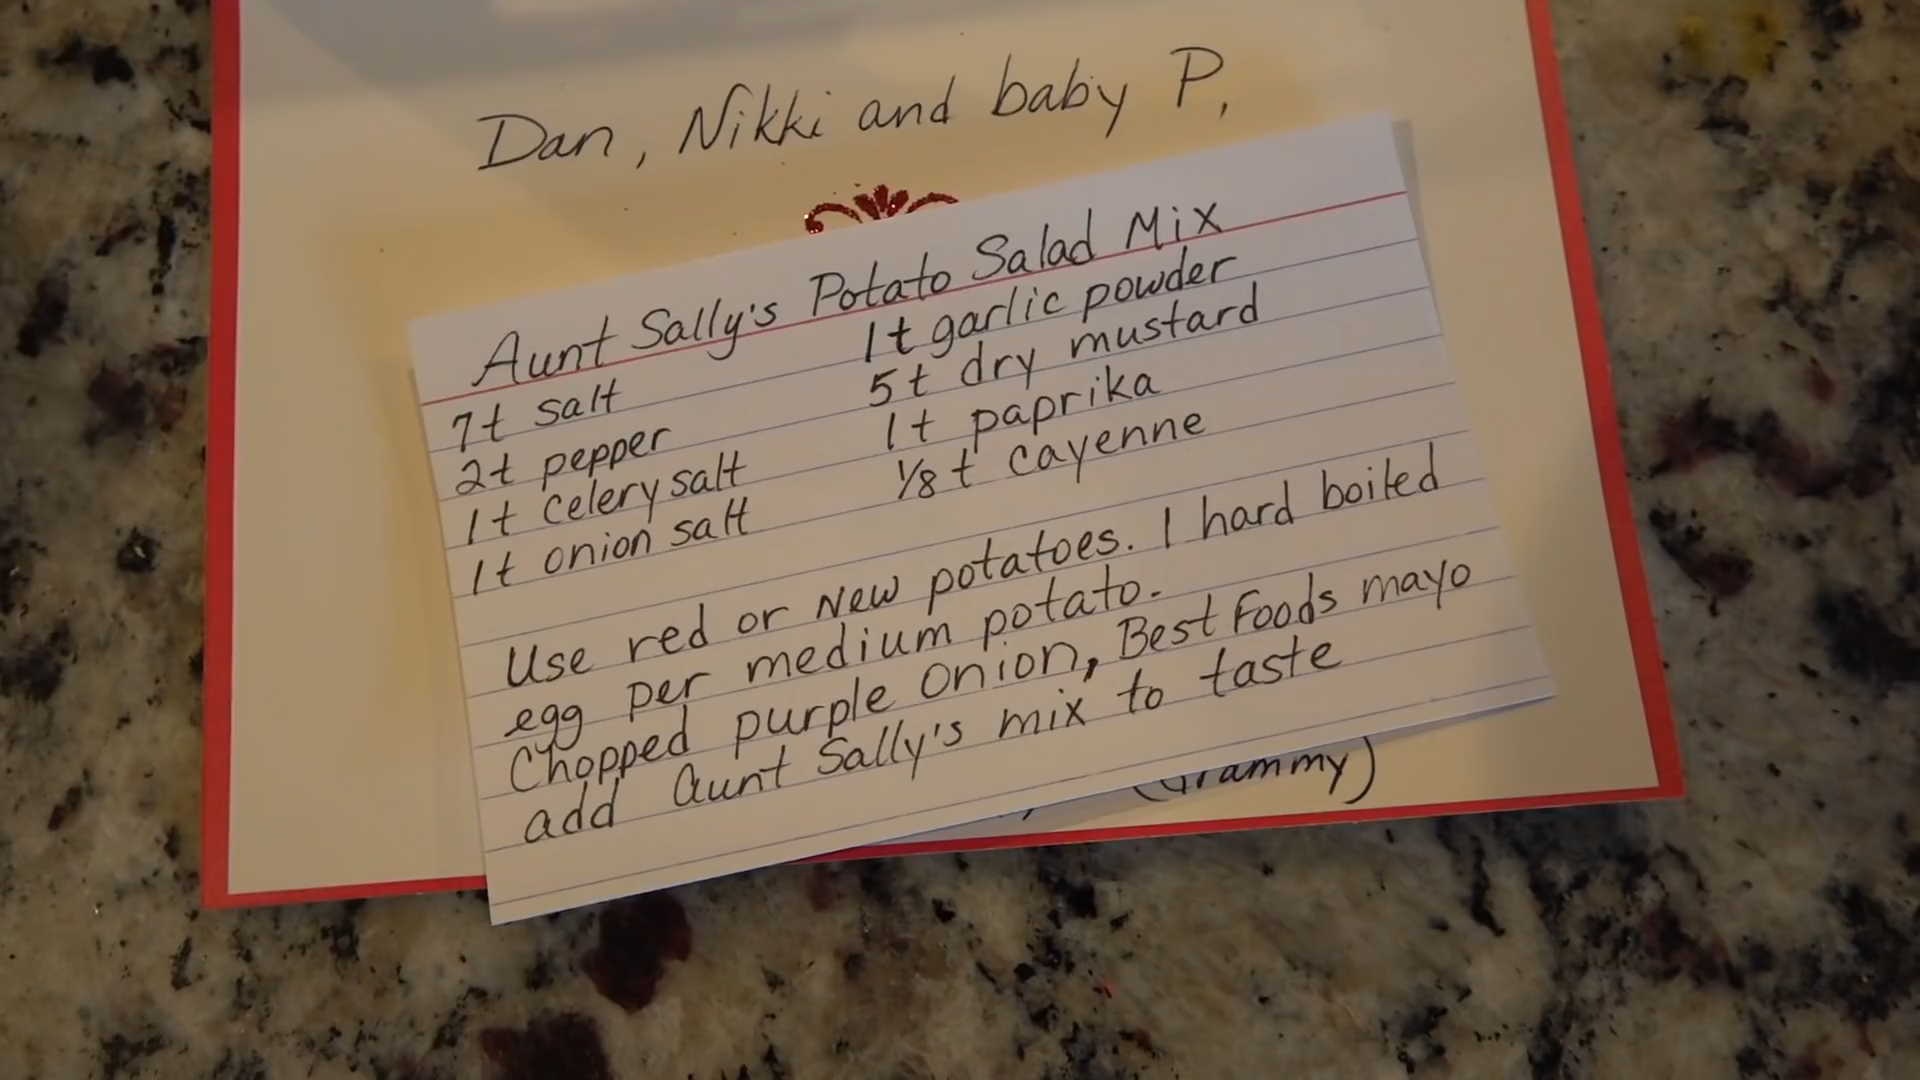 Dan, Nikki and baby P,
Aunt Sally's Potato Salad Mix
7t salt
2t pepper
1t celery salt
1t onion salt
1t garlic powder
5t dry mustard
1t paprika
1/8 t cayenne
Use red or New potatoes. 1 hard boiled
egg per medium potato.
Chopped purple onion, Best Foods mayo
add Aunt Sally's mix to taste
(Grammy)